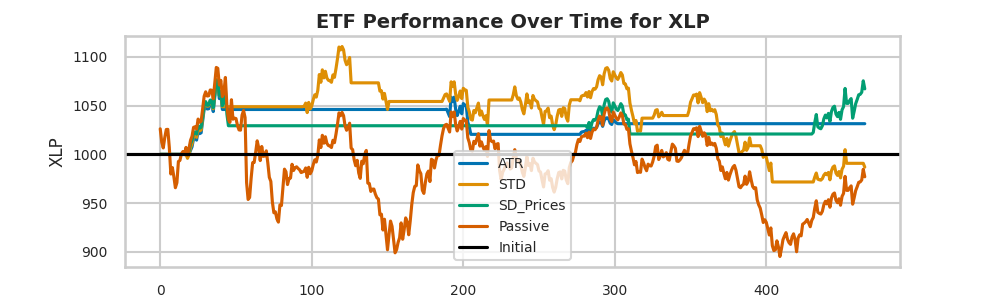 ETF Performance Over Time for XLP
XLP
1100
1050
1000
950
900
ATR
STD
SD_Prices
Passive
Initial
0 100 200 300 400